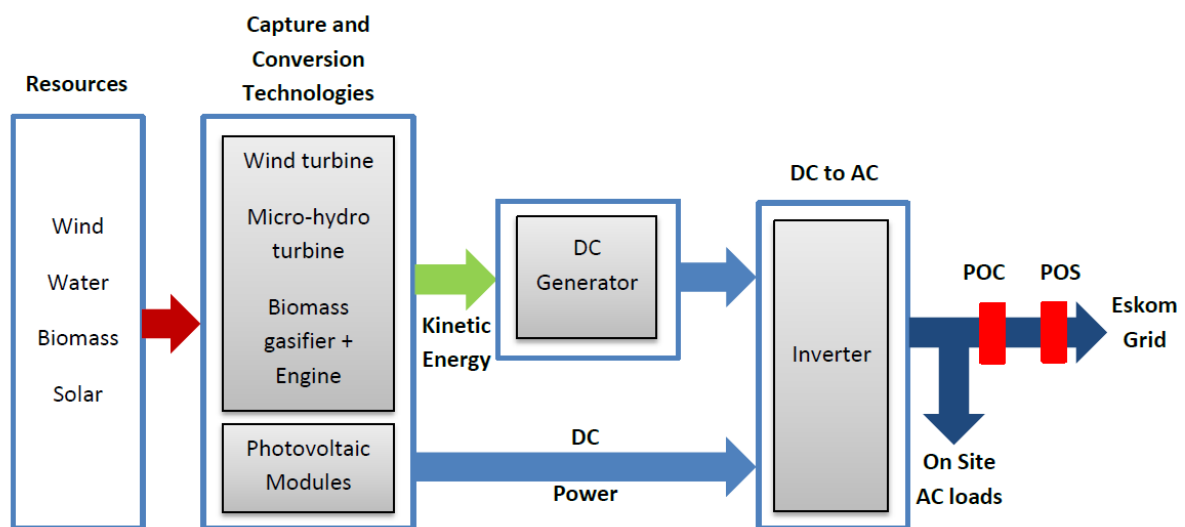 Resources
Wind
Water
Biomass
Solar
Capture and
Conversion
Technologies
Wind turbine
Micro-hydro
turbine
Biomass
gasifier +
Engine
Photovoltaic
Modules
Kinetic
Energy
DC
Generator
DC
Power
DC to AC
Inverter
POC
POS
Eskom
Grid
On Site
AC loads